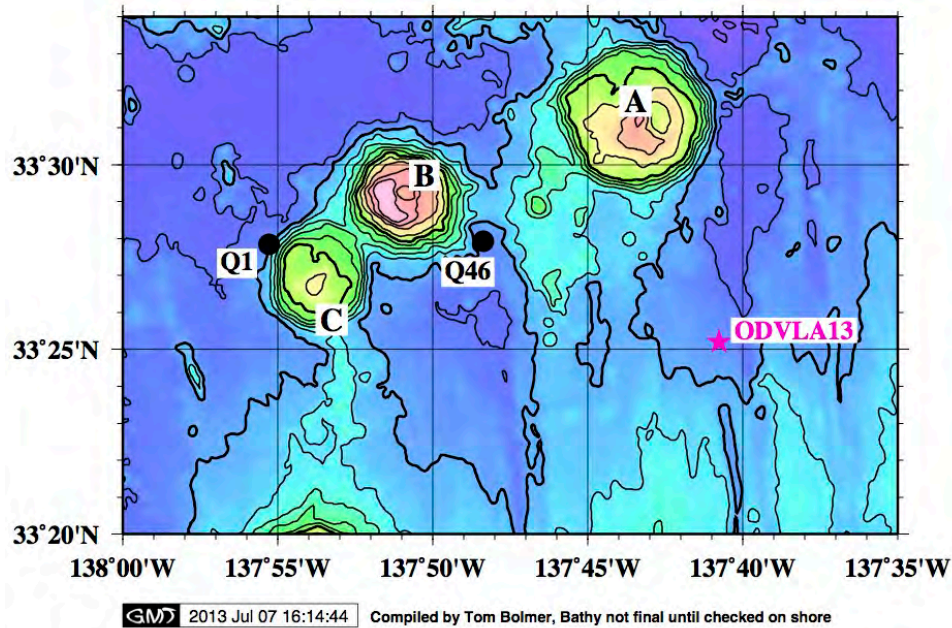 A
33°30'N
B
Q1
Q46
C
ODVLA13
33°25'N
33°20'N
138°00'W 137°55'W 137°50'W 137°45'W 137°40'W 137°35'W
GMT 2013 Jul 07 16:14:44 Compiled by Tom Bolmer, Bathy not final until checked on shore